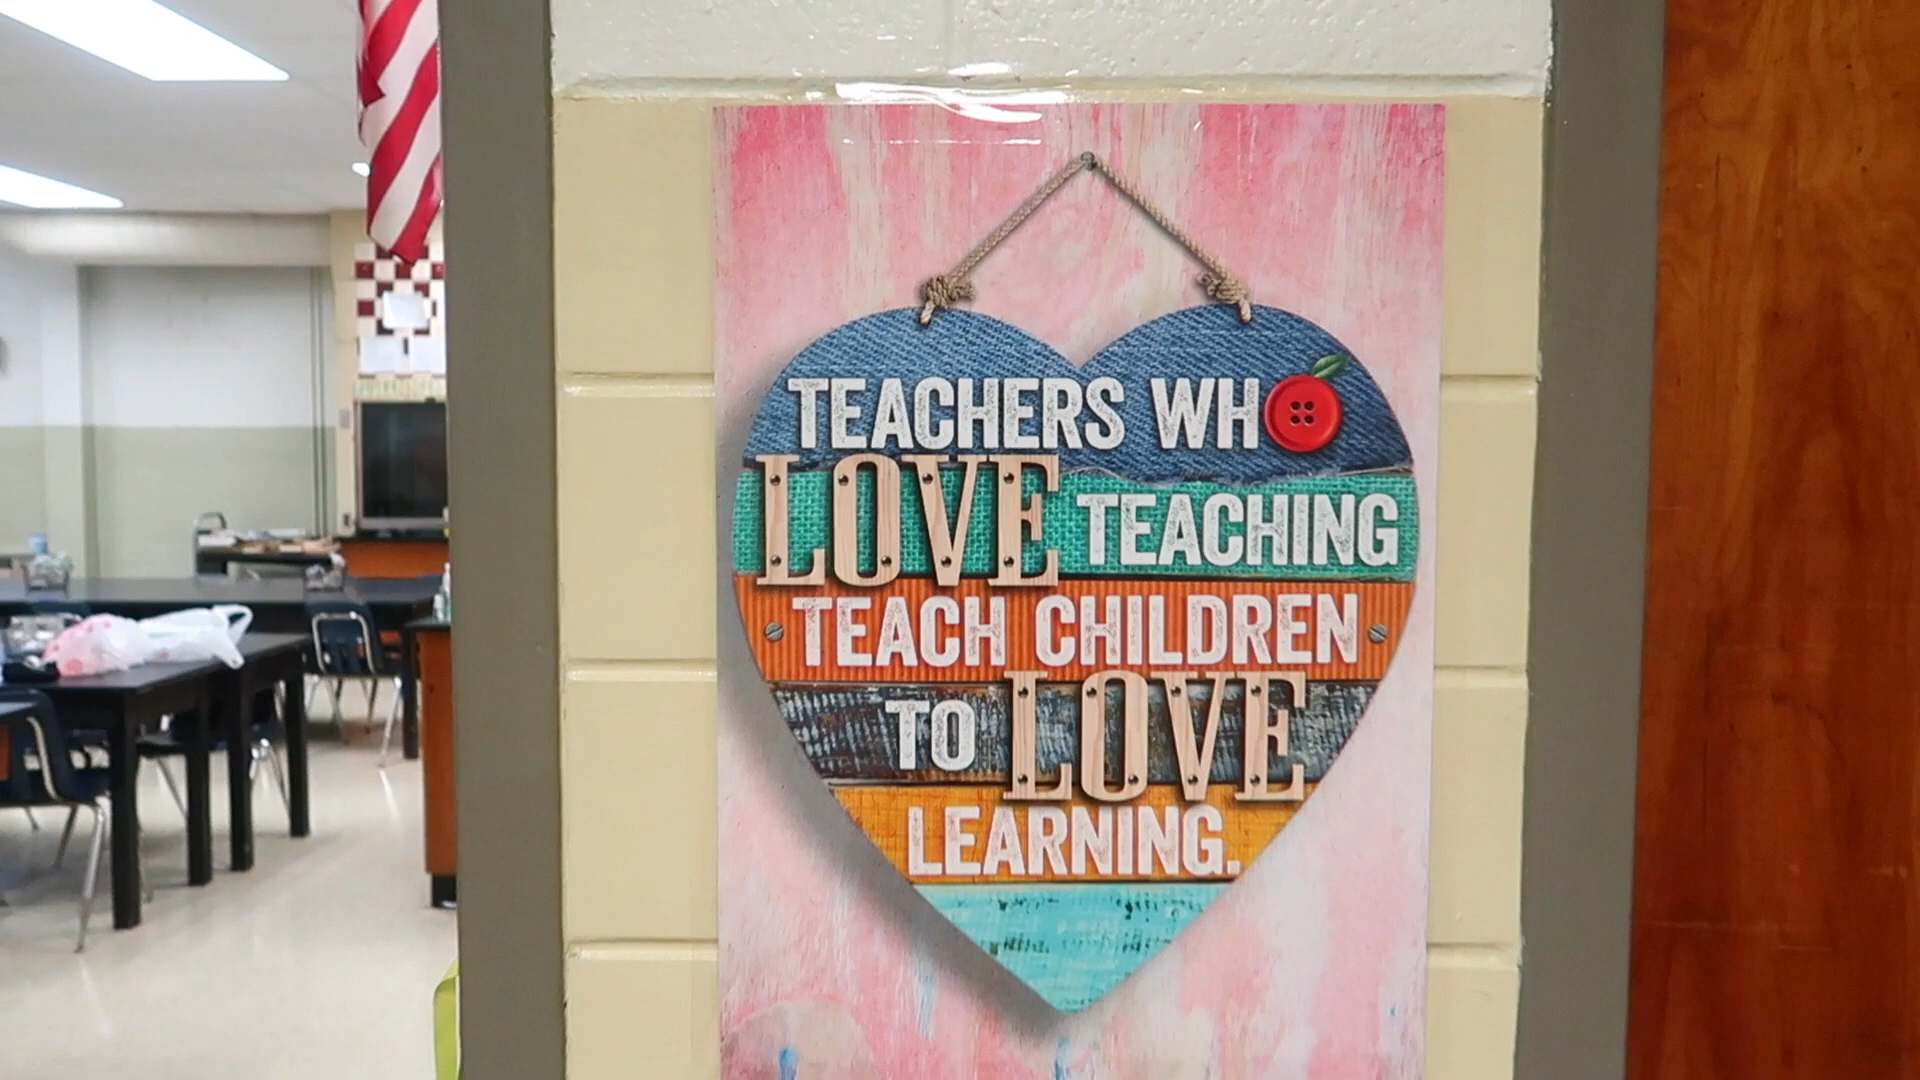 TEACHERS WHO
LOVE TEACHING
TEACH CHILDREN
TO LOVE
LEARNING.